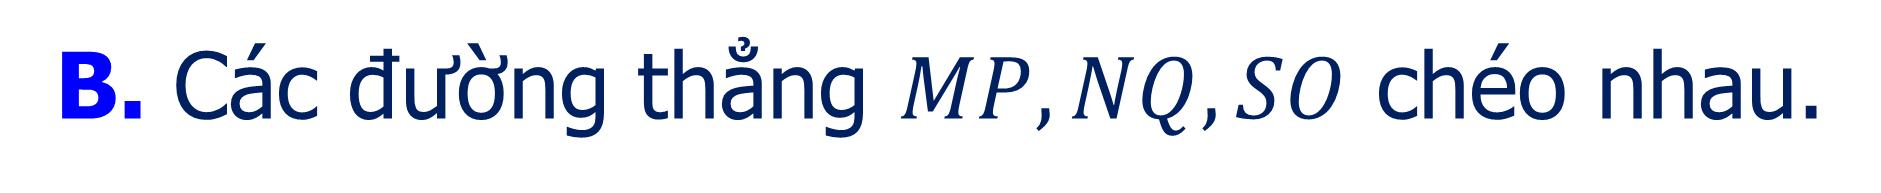 B. Các đường thẳng MP, NQ, SO chéo nhau.